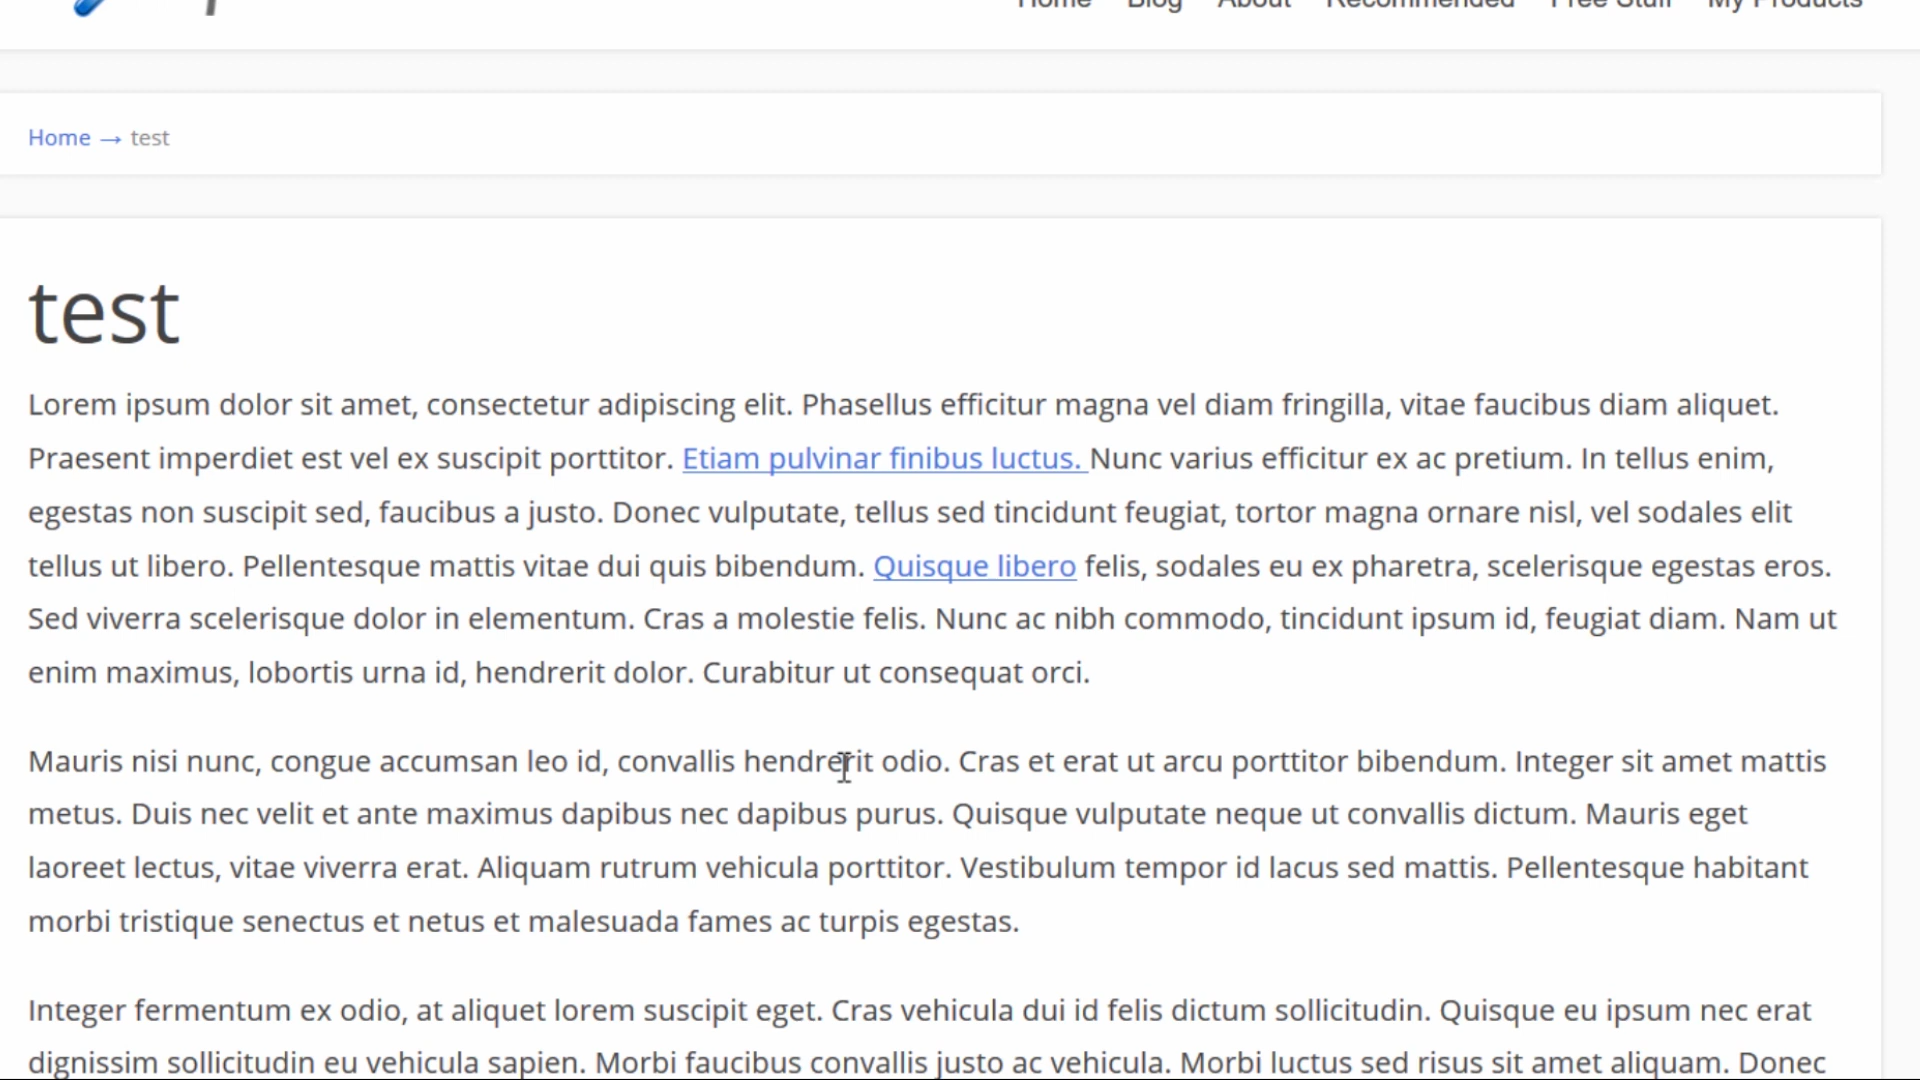 Home Blog About Recommended Free Stuff My Products
Home → test
test
Lorem ipsum dolor sit amet, consectetur adipiscing elit. Phasellus efficitur magna vel diam fringilla, vitae faucibus diam aliquet.
Praesent imperdiet est vel ex suscipit porttitor. Etiam pulvinar finibus luctus. Nunc varius efficitur ex ac pretium. In tellus enim,
egestas non suscipit sed, faucibus a justo. Donec vulputate, tellus sed tincidunt feugiat, tortor magna ornare nisl, vel sodales elit
tellus ut libero. Pellentesque mattis vitae dui quis bibendum. Quisque libero felis, sodales eu ex pharetra, scelerisque egestas eros.
Sed viverra scelerisque dolor in elementum. Cras a molestie felis. Nunc ac nibh commodo, tincidunt ipsum id, feugiat diam. Nam ut
enim maximus, lobortis urna id, hendrerit dolor. Curabitur ut consequat orci.
Mauris nisi nunc, congue accumsan leo id, convallis hendrerit odio. Cras et erat ut arcu porttitor bibendum. Integer sit amet mattis
metus. Duis nec velit et ante maximus dapibus nec dapibus purus. Quisque vulputate neque ut convallis dictum. Mauris eget
laoreet lectus, vitae viverra erat. Aliquam rutrum vehicula porttitor. Vestibulum tempor id lacus sed mattis. Pellentesque habitant
morbi tristique senectus et netus et malesuada fames ac turpis egestas.
Integer fermentum ex odio, at aliquet lorem suscipit eget. Cras vehicula dui id felis dictum sollicitudin. Quisque eu ipsum nec erat
dignissim sollicitudin eu vehicula sapien. Morbi faucibus convallis justo ac vehicula. Morbi luctus sed risus sit amet aliquam. Donec